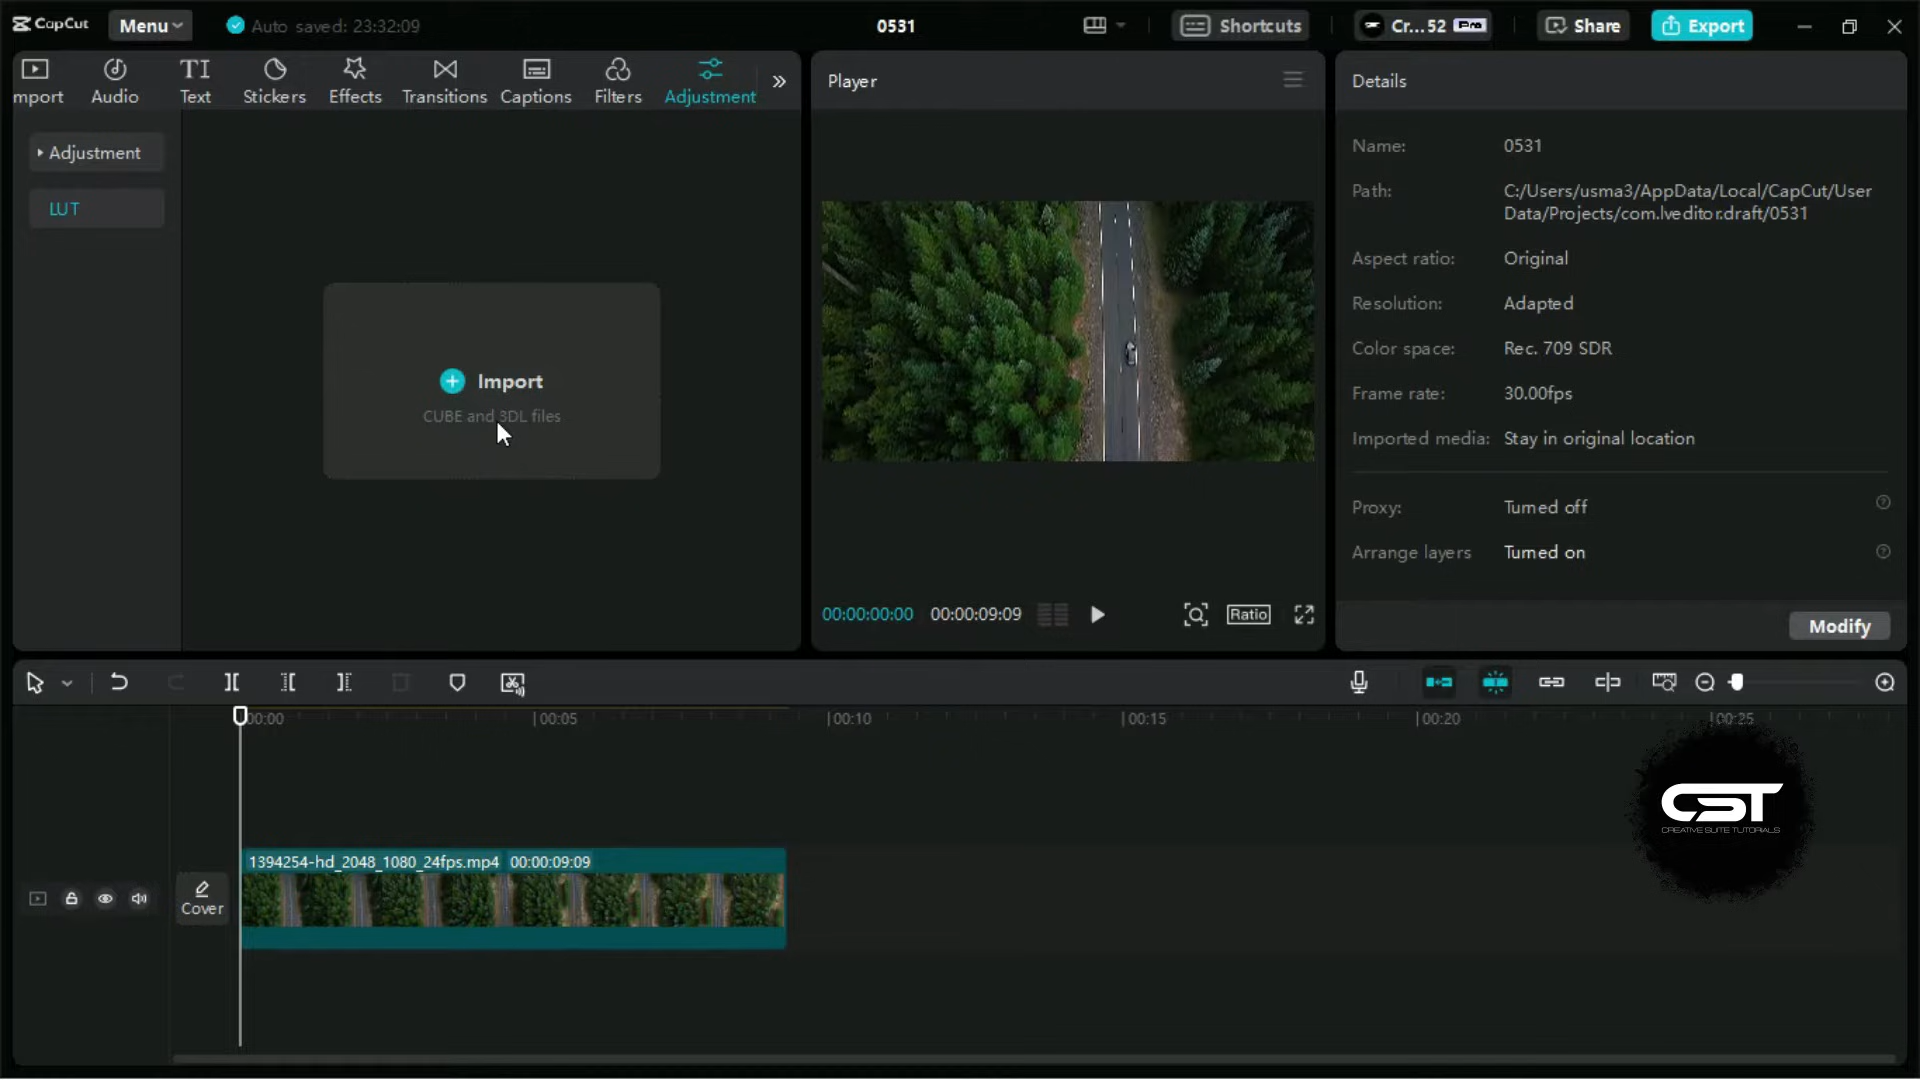 CapCut
Menu
Auto saved: 23:32:09
0531
Shortcuts
Cr...52 Pro
Share
Export
mport
Audio
TI
Text
Stickers
Effects
Transitions
Captions
Filters
Adjustment
Adjustment
LUT
Import
CUBE and 3DL files
Player
00:00:00:00
00:00:09:09
Ratio
Details
Name: 0531
Path: C:/Users/usma3/AppData/Local/CapCut/User
Data/Projects/com.lveditor.draft/0531
Aspect ratio: Original
Resolution: Adapted
Color space: Rec. 709 SDR
Frame rate: 30.00fps
Imported media: Stay in original location
Proxy: Turned off
Arrange layers Turned on
Modify
00:00
00:05
00:10
00:15
00:20
00:25
Cover
1394254-hd_2048_1080_24fps.mp4 00:00:09:09
CST
CREATIVE SUITE TUTORIALS